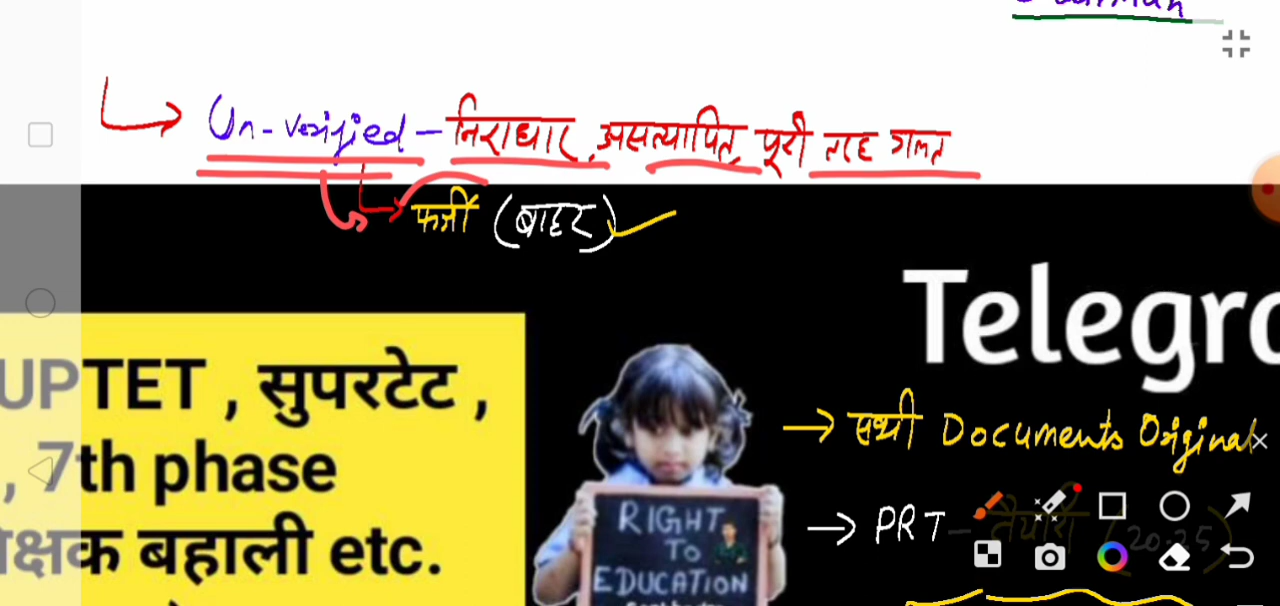 Un-verified – निराधार, असत्यापित, पूरी तरह गलत
फर्जी (बाहर)
Telegr
UPTET , सुपरटेट ,
→ सभी Documents Original
, 7th phase
→ PRT – तैयारी (2025)
क्षक बहाली etc.
RIGHT
TO
EDUCATION